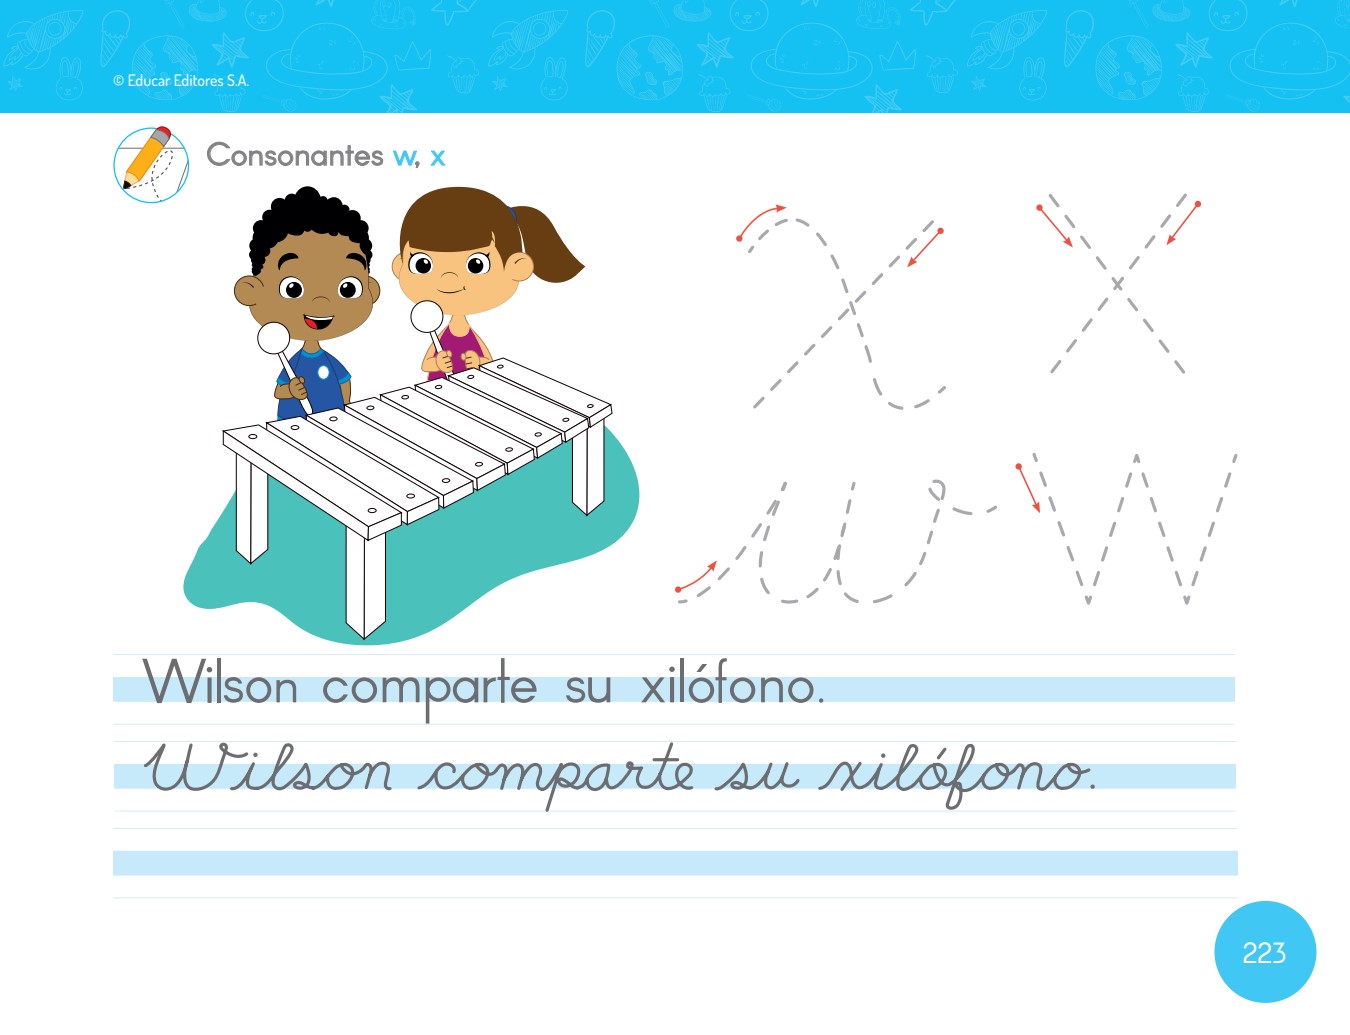 © Educar Editores S.A.
Consonantes w, x
x x
w w
Wilson comparte su xilófono.
Wilson comparte su xilófono.
223